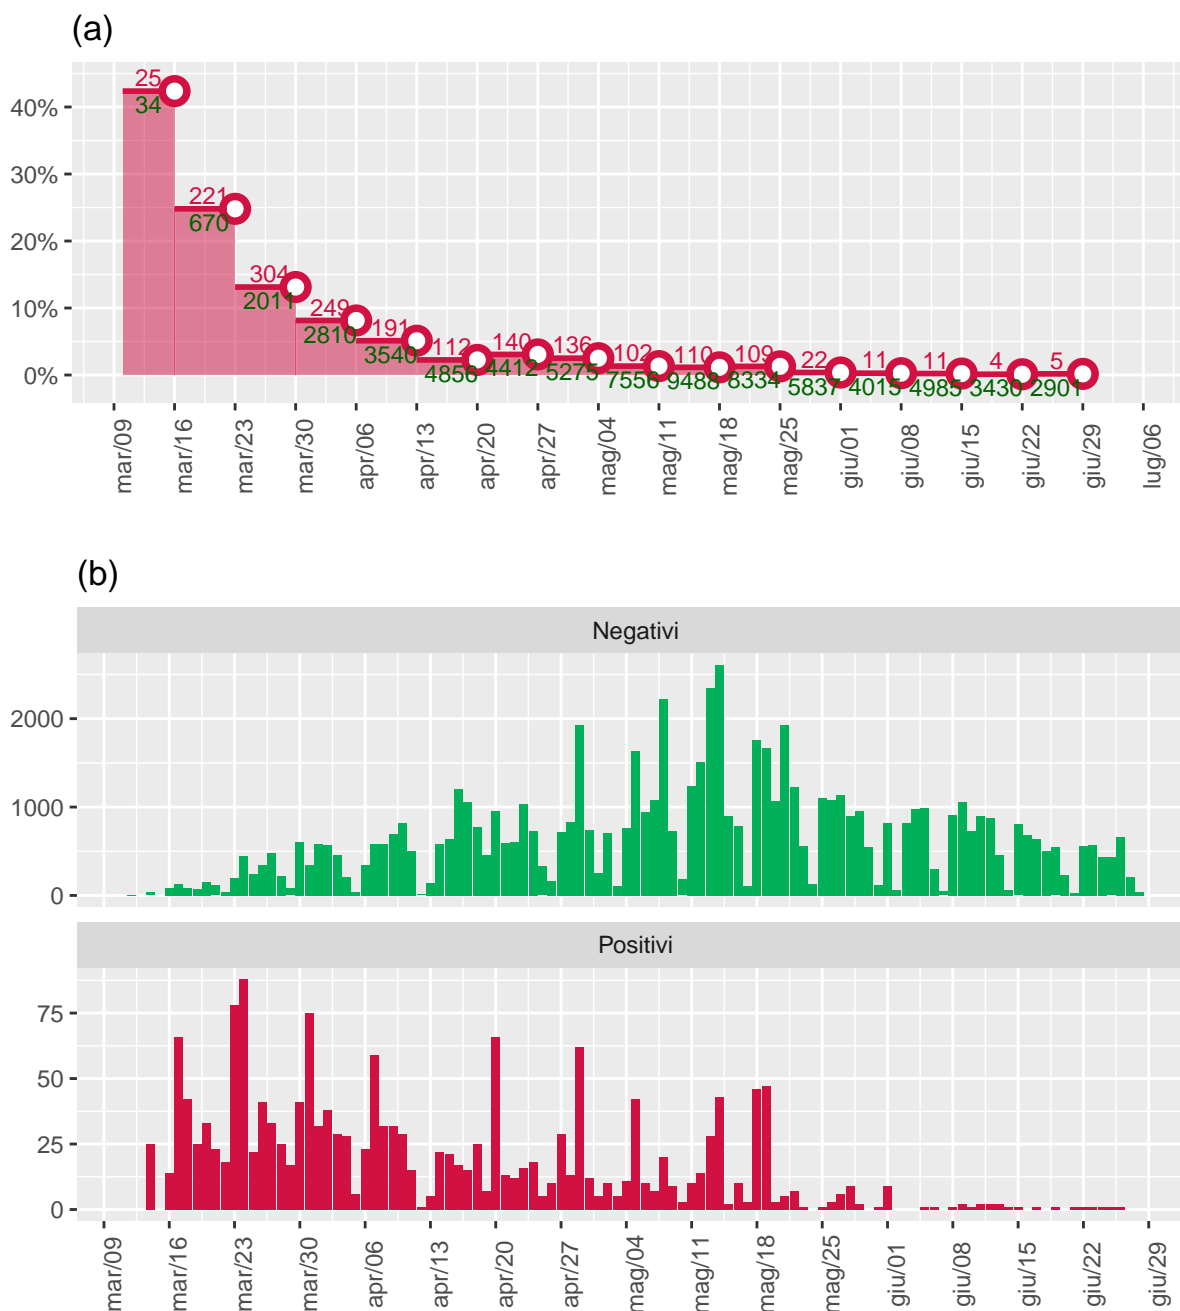 (a)
25 221 304 249 191 112 140 136 102 110 109 22 11 11 4 5
34 670 2011 2810 3540 4856 4412 5275 7556 9488 8334 5837 4015 4985 3430 2901
40%
30%
20%
10%
0%
mar/09 mar/16 mar/23 mar/30 apr/06 apr/13 apr/20 apr/27 mag/04 mag/11 mag/18 mag/25 giu/01 giu/08 giu/15 giu/22 giu/29 lug/06
(b)
Negativi
2000
1000
0
Positivi
75
50
25
0
mar/09 mar/16 mar/23 mar/30 apr/06 apr/13 apr/20 apr/27 mag/04 mag/11 mag/18 mag/25 giu/01 giu/08 giu/15 giu/22 giu/29